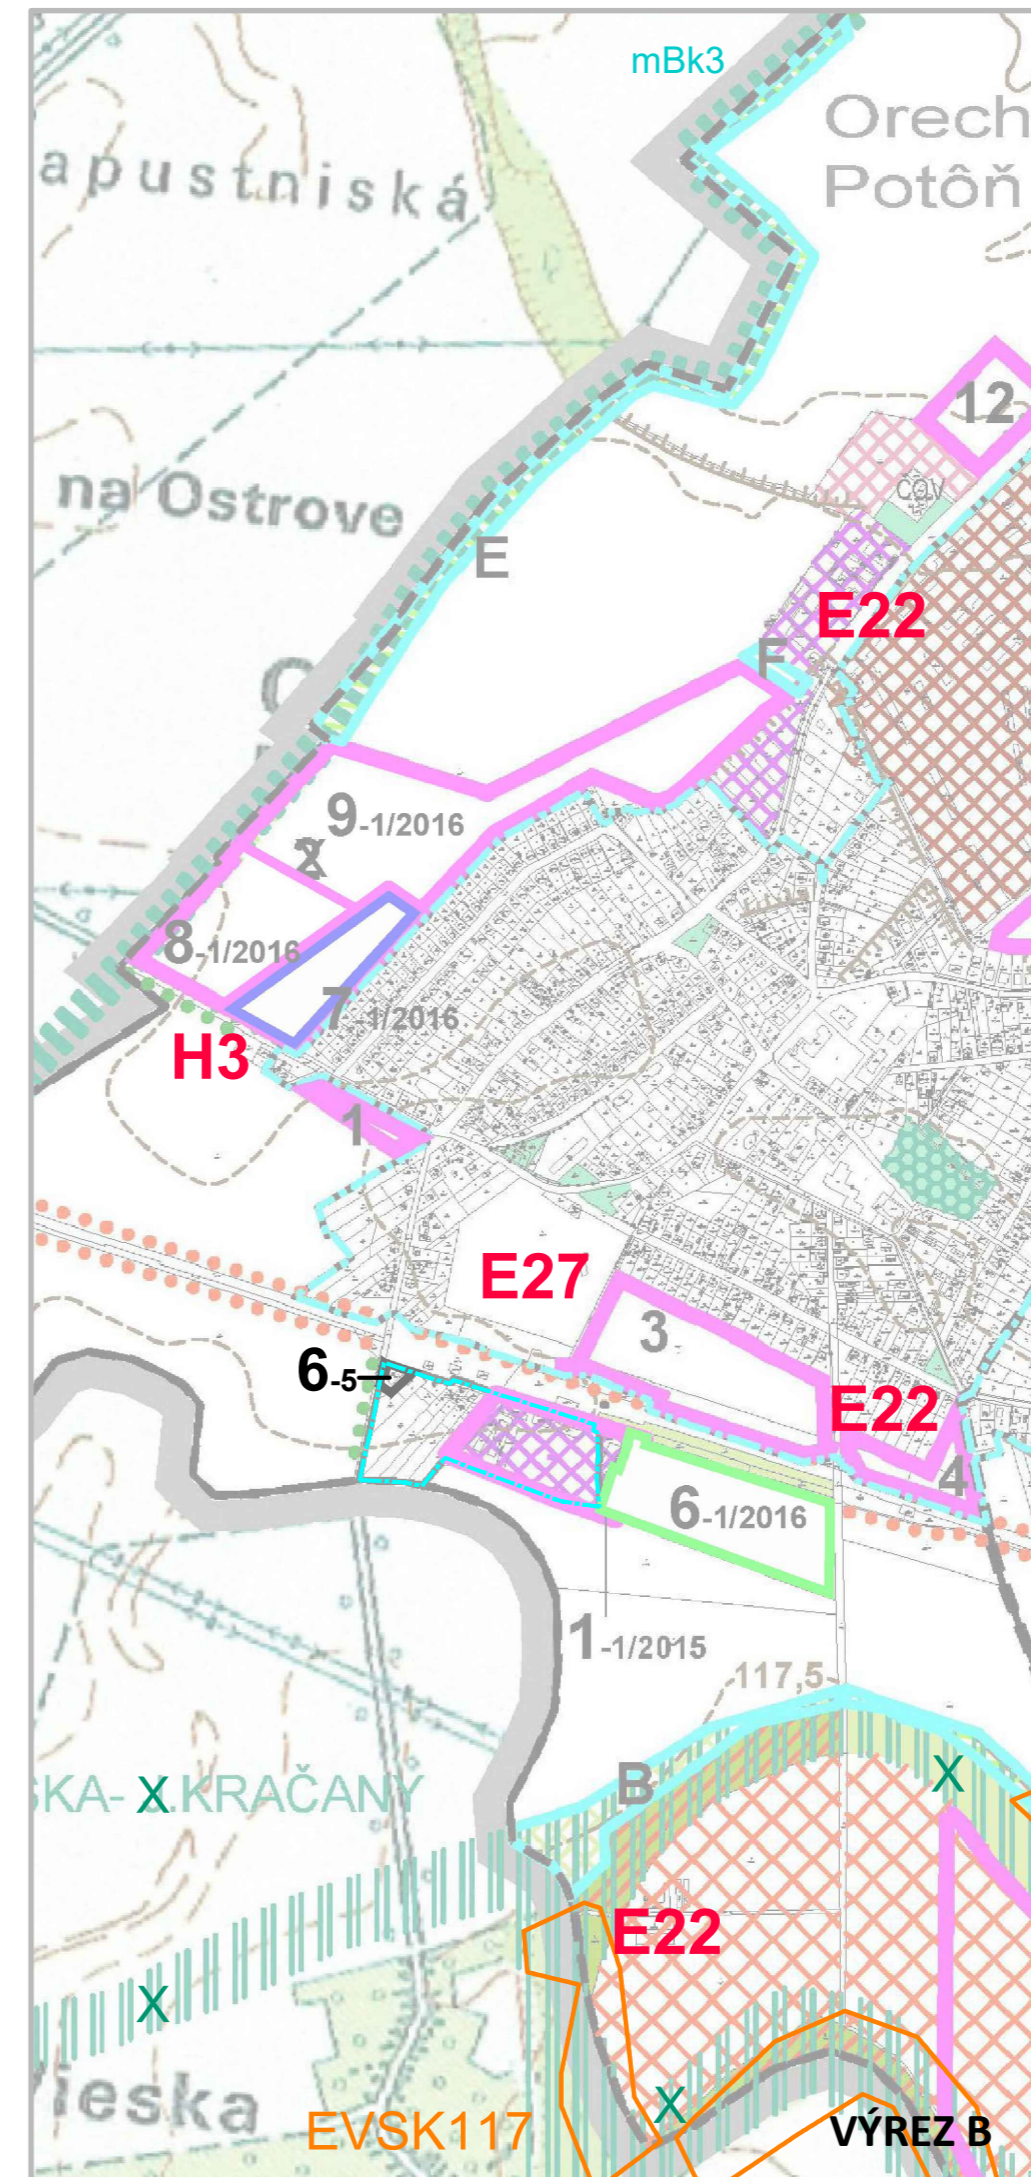 mBk3
Orech
Potôň
apustniská
12
na Ostrove
ČOV
E
E22
F
9-1/2016
8-1/2016
7-1/2016
H3
1
E27
3
6-5
E22
4
6-1/2016
1-1/2015
117,5
B
X
SKA- X.KRAČANY
E22
X
X
Vieska
EVSK117
VÝREZ B